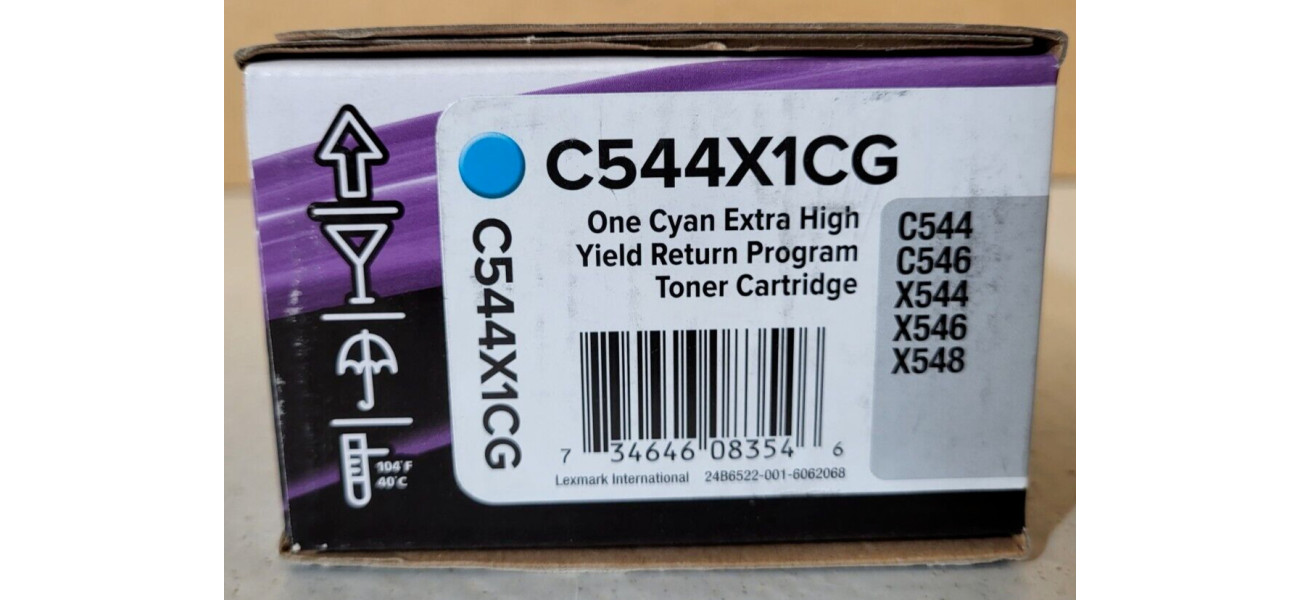 C544X1CG
One Cyan Extra High
Yield Return Program
Toner Cartridge
C544
C546
X544
X546
X548
C544X1CG
7 34646 08354 6
Lexmark International 24B6522-001-6062068
104°F
40°C